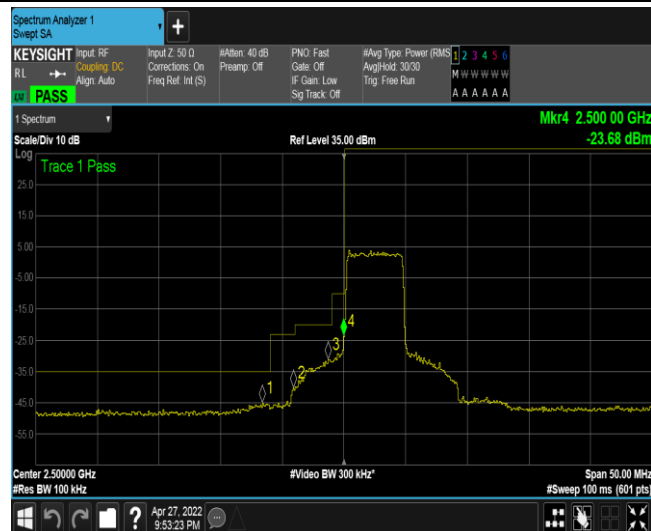 Spectrum Analyzer 1
Swept SA
+
KEYSIGHT
RL
LXI PASS
Input: RF
Coupling: DC
Align: Auto
Input Z: 50 Ω
Corrections: On
Freq Ref: Int (S)
#Atten: 40 dB
Preamp: Off
PNO: Fast
Gate: Off
IF Gain: Low
Sig Track: Off
#Avg Type: Power (RMS
Avg|Hold: 30/30
Trig: Free Run
1 2 3 4 5 6
M W W W W W
A A A A A A
1 Spectrum
Mkr4 2.500 00 GHz
-23.68 dBm
Scale/Div 10 dB
Ref Level 35.00 dBm
Log
Trace 1 Pass
25.0
15.0
5.00
-5.00
-15.0
-25.0
-35.0
-45.0
-55.0
1
2
3
4
Center 2.50000 GHz
#Video BW 300 kHz*
Span 50.00 MHz
#Res BW 100 kHz
#Sweep 100 ms (601 pts)
?
Apr 27, 2022
9:53:23 PM